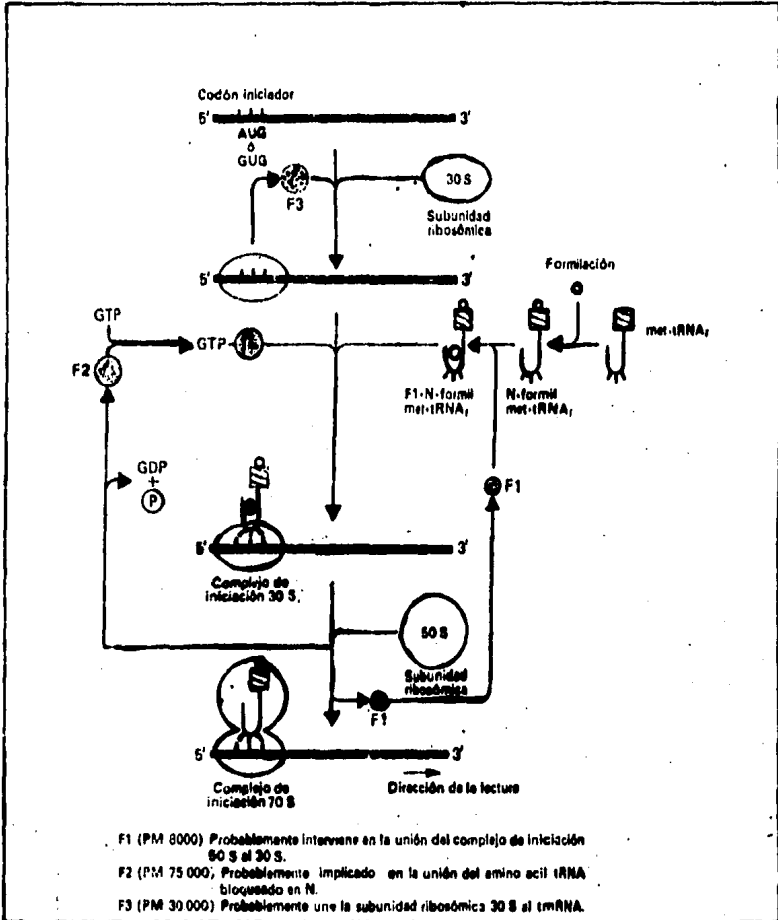 Codón iniciador
5' 3'
AUG
ó
GUG
F3
30 S
Subunidad
ribosómica
5' 3'
Formilación
GTP
GTP
met-tRNAf
F2
F1-N-formil
met-tRNAf
N-formil
met-tRNAf
GDP
+
P
F1
5' 3'
Complejo de
iniciación 30 S.
50 S
Subunidad
ribosómica
F1
5' 3'
Complejo de
iniciación 70 S
Dirección de la lectura
F1 (PM 8000) Probablemente interviene en la unión del complejo de iniciación
50 S al 30 S.
F2 (PM 75 000) Probablemente implicado en la unión del amino acil tRNA
bloqueado en N.
F3 (PM 30 000) Probablemente une la subunidad ribosómica 30 S al tmRNA.